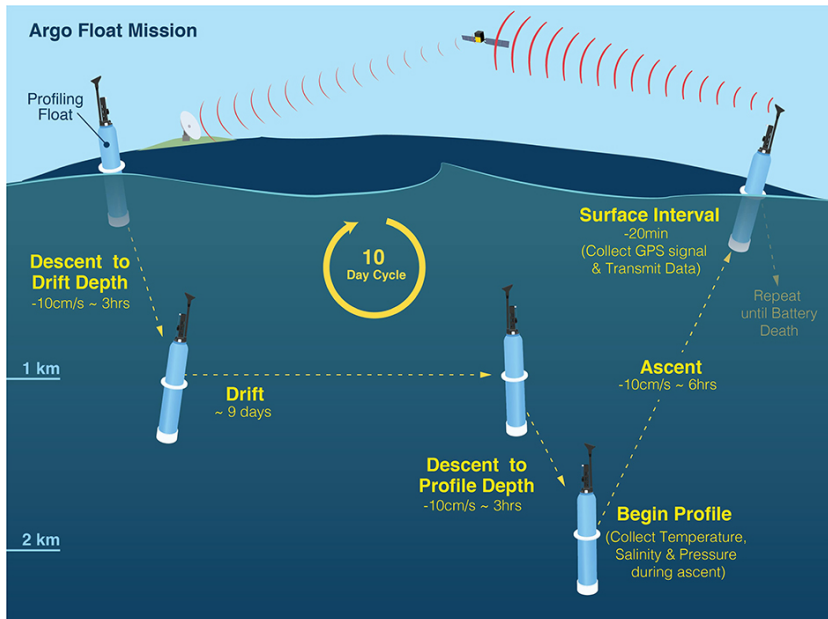 Argo Float Mission
Profiling
Float
Descent to
Drift Depth
-10cm/s ~ 3hrs
10
Day Cycle
Surface Interval
-20min
(Collect GPS signal
& Transmit Data)
Repeat
until Battery
Death
1 km
Drift
~ 9 days
Ascent
-10cm/s ~ 6hrs
Descent to
Profile Depth
-10cm/s ~ 3hrs
Begin Profile
(Collect Temperature,
Salinity & Pressure
during ascent)
2 km